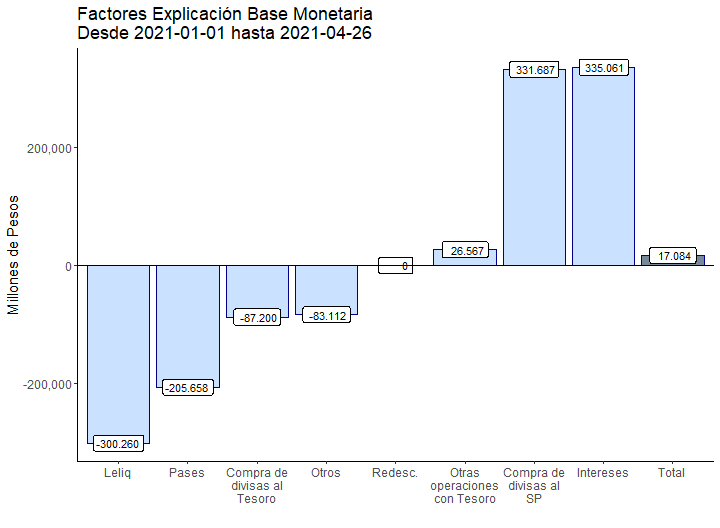 Factores Explicación Base Monetaria
Desde 2021-01-01 hasta 2021-04-26
Millones de Pesos
200,000
0
-200,000
-300.260
-205.658
-87.200
-83.112
0
26.567
331.687
335.061
17.084
Leliq
Pases
Compra de
divisas al
Tesoro
Otros
Redesc.
Otras
operaciones
con Tesoro
Compra de
divisas al
SP
Intereses
Total